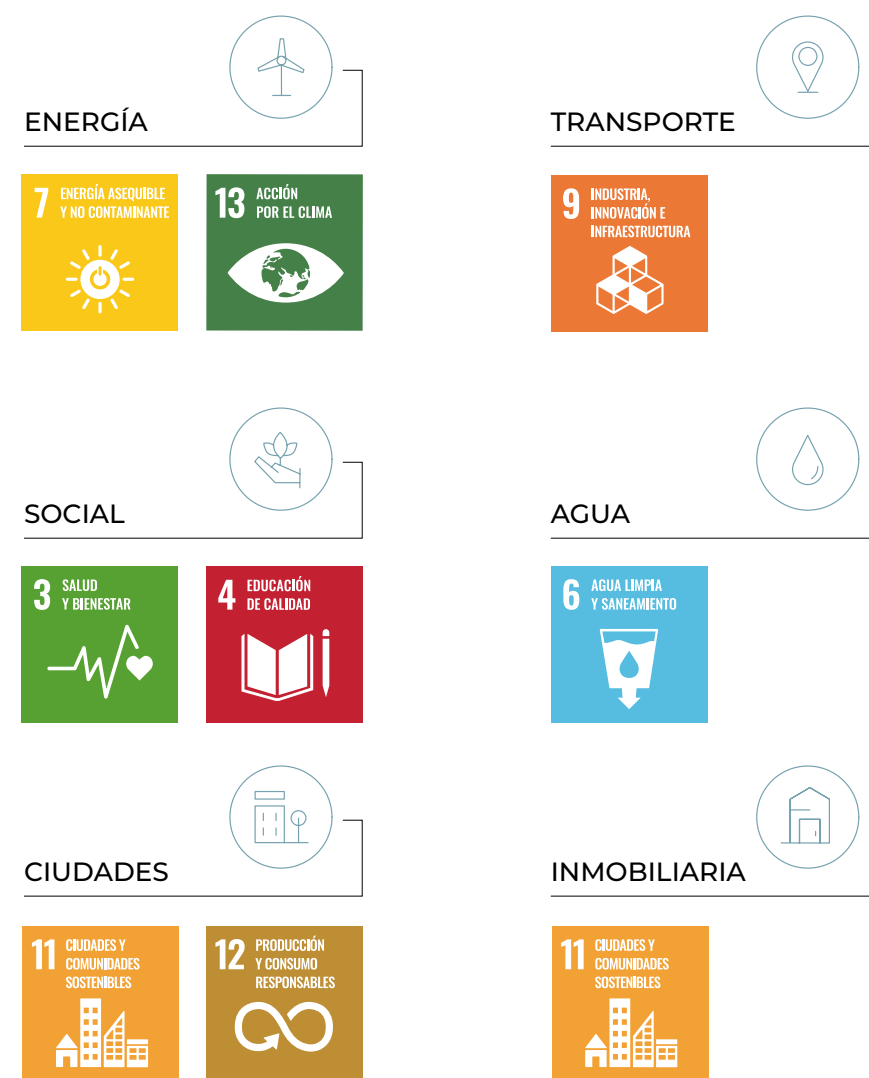 ENERGÍA
7 ENERGÍA ASEQUIBLE
Y NO CONTAMINANTE
13 ACCIÓN
POR EL CLIMA
TRANSPORTE
9 INDUSTRIA,
INNOVACIÓN E
INFRAESTRUCTURA
SOCIAL
3 SALUD
Y BIENESTAR
4 EDUCACIÓN
DE CALIDAD
AGUA
6 AGUA LIMPIA
Y SANEAMIENTO
CIUDADES
11 CIUDADES Y
COMUNIDADES
SOSTENIBLES
12 PRODUCCIÓN
Y CONSUMO
RESPONSABLES
INMOBILIARIA
11 CIUDADES Y
COMUNIDADES
SOSTENIBLES